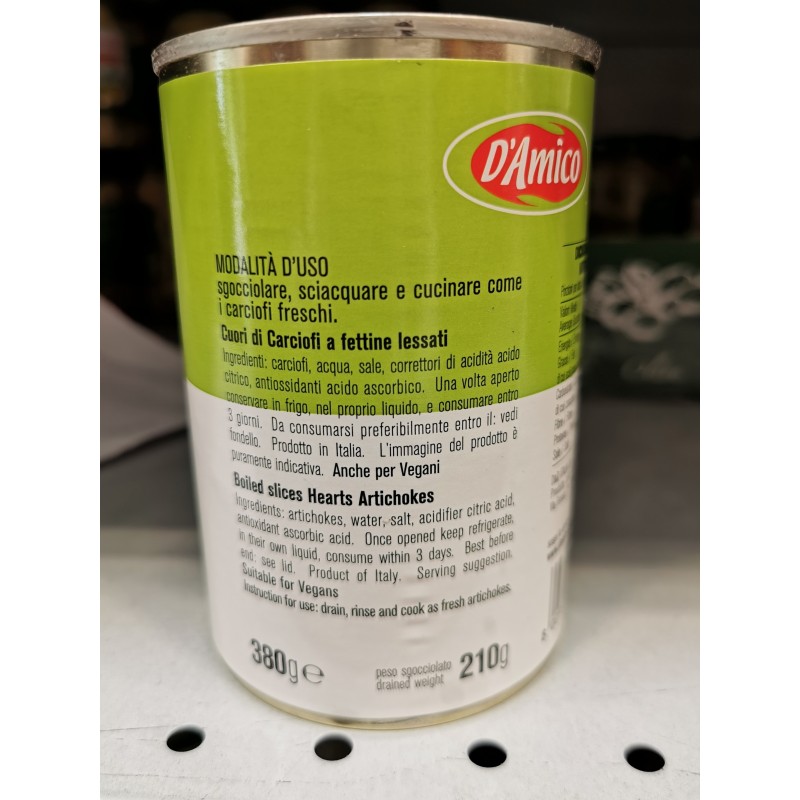 D'Amico
MODALITÀ D'USO
sgocciolare, sciacquare e cucinare come
i carciofi freschi.
Cuori di Carciofi a fettine lessati
Ingredienti: carciofi, acqua, sale, correttori di acidità acido
citrico, antiossidanti acido ascorbico. Una volta aperto
conservare in frigo, nel proprio liquido, e consumare entro
3 giorni. Da consumarsi preferibilmente entro il: vedi
fondello. Prodotto in Italia. L'immagine del prodotto è
puramente indicativa. Anche per Vegani
Boiled slices Hearts Artichokes
Ingredients: artichokes, water, salt, acidifier citric acid,
antioxidant ascorbic acid. Once opened keep refrigerate,
in their own liquid, consume within 3 days. Best before
end: see lid. Product of Italy. Serving suggestion.
Suitable for Vegans
Instruction for use: drain, rinse and cook as fresh artichokes.
380g e
peso sgocciolato
drained weight
210g